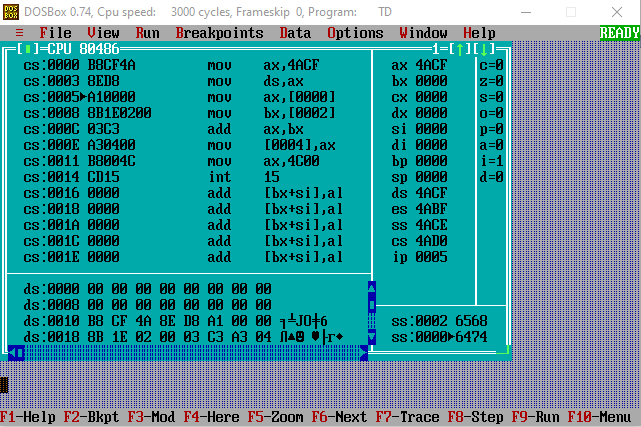 DOSBox 0.74, Cpu speed: 3000 cycles, Frameskip 0, Program: TD
≡ File View Run Breakpoints Data Options Window Help READY
[▪]=CPU 80486 1=[↑][↓]
cs:0000 B8CF4A mov ax,4ACF ax 4ACF c=0
cs:0003 8ED8 mov ds,ax bx 0000 z=0
cs:0005►A10000 mov ax,[0000] cx 0000 s=0
cs:0008 8B1E0200 mov bx,[0002] dx 0000 o=0
cs:000C 03C3 add ax,bx si 0000 p=0
cs:000E A30400 mov [0004],ax di 0000 a=0
cs:0011 B8004C mov ax,4C00 bp 0000 i=1
cs:0014 CD15 int 15 sp 0000 d=0
cs:0016 0000 add [bx+si],al ds 4ACF
cs:0018 0000 add [bx+si],al es 4ABF
cs:001A 0000 add [bx+si],al ss 4ACE
cs:001C 0000 add [bx+si],al cs 4AD0
cs:001E 0000 add [bx+si],al ip 0005
ds:0000 00 00 00 00 00 00 00 00
ds:0008 00 00 00 00 00 00 00 00
ds:0010 B8 CF 4A 8E D8 A1 00 00 ss:0002 6568
ds:0018 8B 1E 02 00 03 C3 A3 04 ss:0000►6474
F1-Help F2-Bkpt F3-Mod F4-Here F5-Zoom F6-Next F7-Trace F8-Step F9-Run F10-Menu